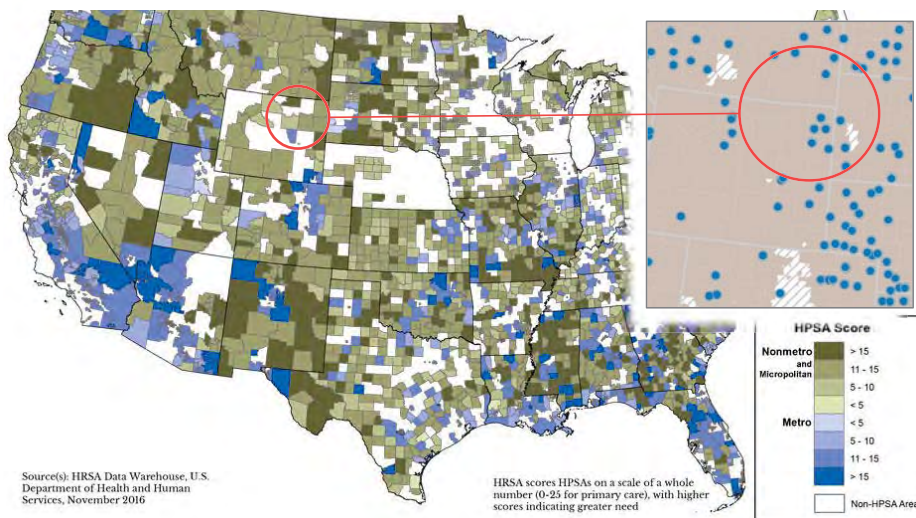 HPSA Score
Nonmetro
and
Micropolitan
> 15
11 - 15
5 - 10
< 5
Metro
< 5
5 - 10
11 - 15
> 15
Non-HPSA Area
Source(s): HRSA Data Warehouse, U.S.
Department of Health and Human
Services, November 2016
HRSA scores HPSAs on a scale of a whole
number (0-25 for primary care), with higher
scores indicating greater need